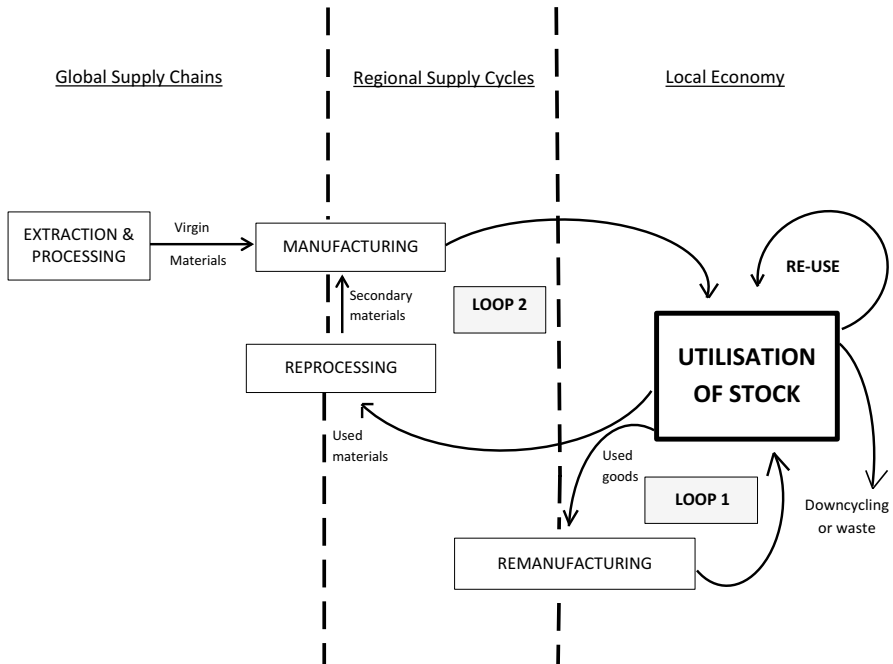 Global Supply Chains
Regional Supply Cycles
Local Economy
EXTRACTION &
PROCESSING
Virgin
Materials
MANUFACTURING
RE-USE
Secondary
materials
LOOP 2
REPROCESSING
UTILISATION
OF STOCK
Used
materials
Used
goods
LOOP 1
Downcycling
or waste
REMANUFACTURING